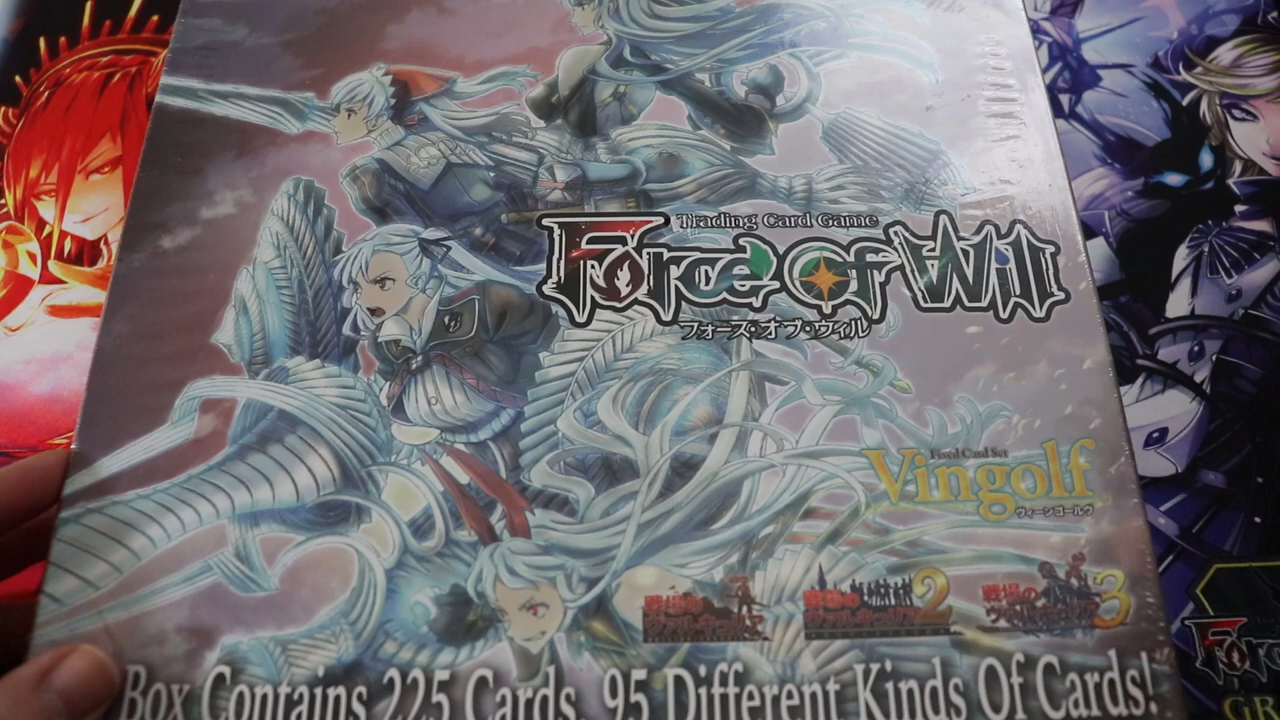 Trading Card Game
Force Of Will
フォース・オブ・ウィル
Fixed Card Set
Vingolf
ヴィーンゴールヴ
戦場の
ヴァルキュリア
戦場の
ヴァルキュリア2
戦場の
ヴァルキュリア3
Box Contains 225 Cards, 95 Different Kinds Of Cards!